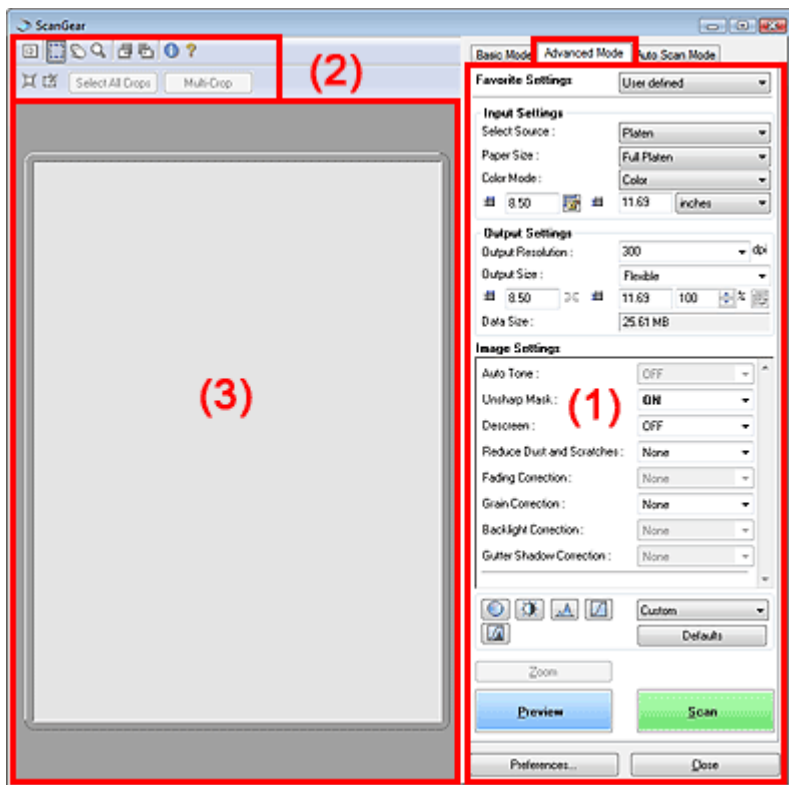 ScanGear
(2)
Select All Crops Multi-Crop
Basic Mode Advanced Mode Auto Scan Mode
Favorite Settings User defined
Input Settings
Select Source : Platen
Paper Size : Full Platen
Color Mode : Color
8.50 11.69 inches
Output Settings
Output Resolution : 300 dpi
Output Size : Flexible
8.50 11.69 100 %
Data Size : 25.61 MB
Image Settings
Auto Tone : OFF
Unsharp Mask : ON
(1)
Descreen : OFF
Reduce Dust and Scratches : None
Fading Correction : None
Grain Correction : None
Backlight Correction : None
Gutter Shadow Correction : None
Custom
Defaults
Zoom
Preview Scan
Preferences... Close
(3)